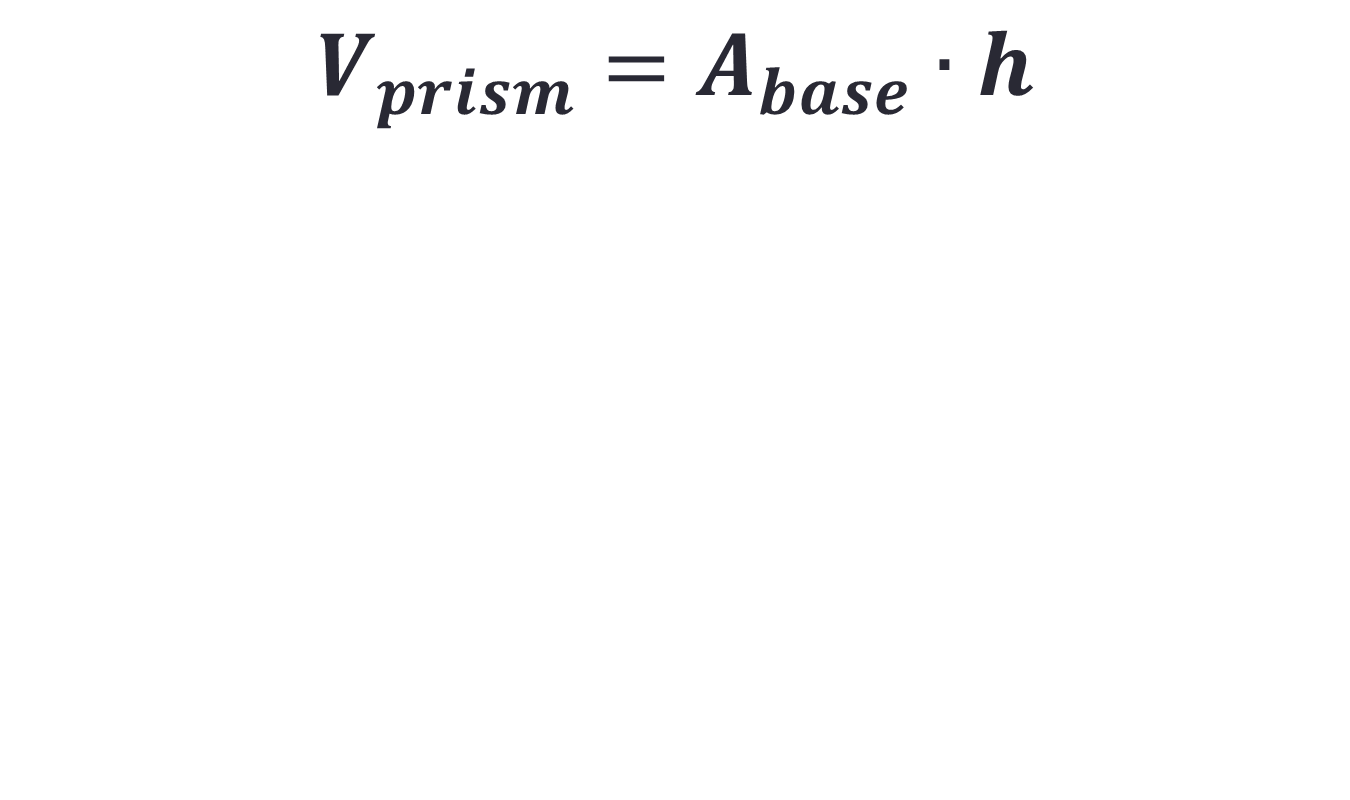 V_prism = A_base · h